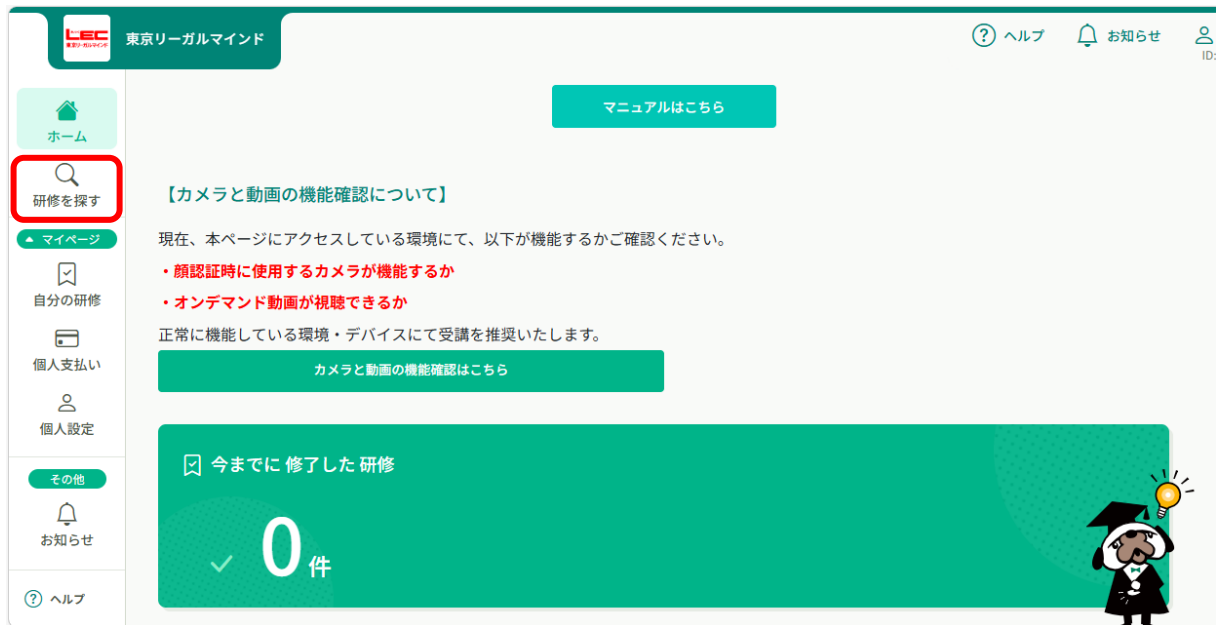 LEC
東京リーガルマインド
東京リーガルマインド
ヘルプ
お知らせ
ID:
ホーム
研修を探す
マイページ
自分の研修
個人支払い
個人設定
その他
お知らせ
ヘルプ
マニュアルはこちら
【カメラと動画の機能確認について】
現在、本ページにアクセスしている環境にて、以下が機能するかご確認ください。
・顔認証時に使用するカメラが機能するか
・オンデマンド動画が視聴できるか
正常に機能している環境・デバイスにて受講を推奨いたします。
カメラと動画の機能確認はこちら
今までに 修了した 研修
0 件